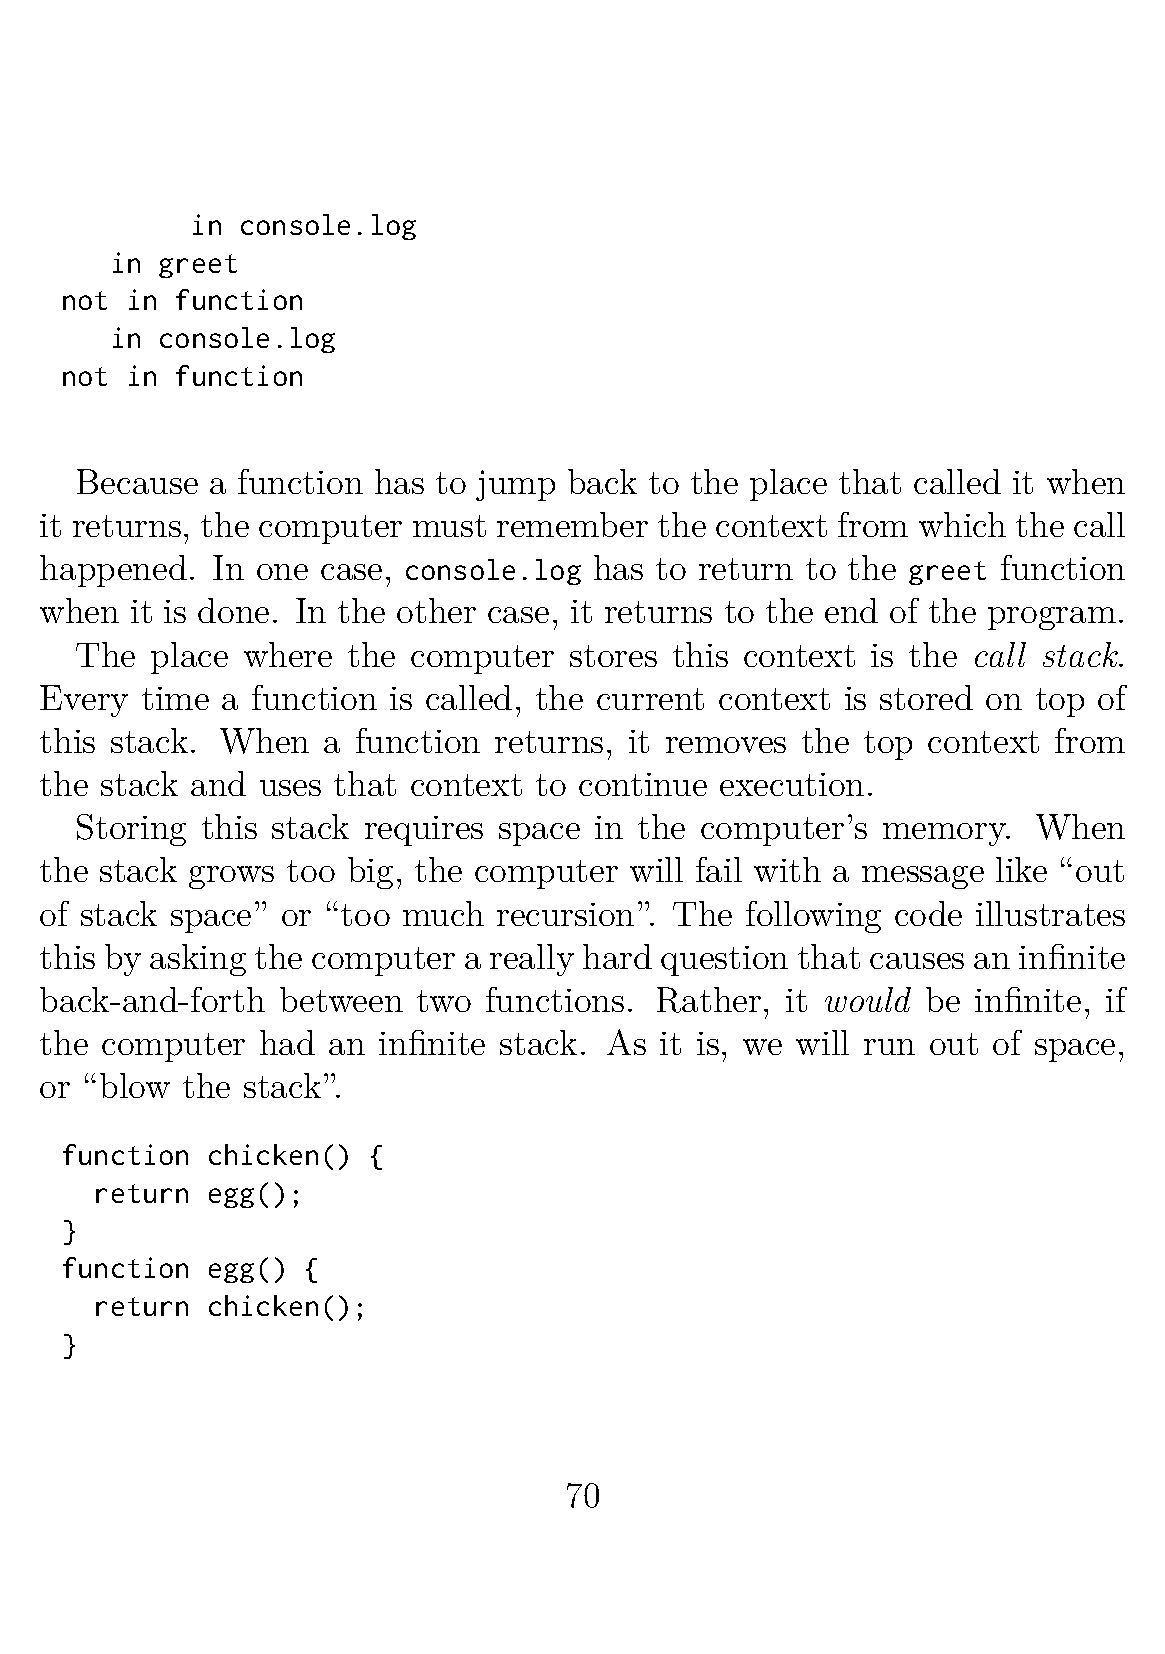 in console.log
in greet
not in function
in console.log
not in function
Because a function has to jump back to the place that called it when
it returns, the computer must remember the context from which the call
happened. In one case, console.log has to return to the greet function
when it is done. In the other case, it returns to the end of the program.
The place where the computer stores this context is the call stack.
Every time a function is called, the current context is stored on top of
this stack. When a function returns, it removes the top context from
the stack and uses that context to continue execution.
Storing this stack requires space in the computer’s memory. When
the stack grows too big, the computer will fail with a message like “out
of stack space” or “too much recursion”. The following code illustrates
this by asking the computer a really hard question that causes an infinite
back-and-forth between two functions. Rather, it would be infinite, if
the computer had an infinite stack. As it is, we will run out of space,
or “blow the stack”.
function chicken() {
  return egg();
}
function egg() {
  return chicken();
}
70